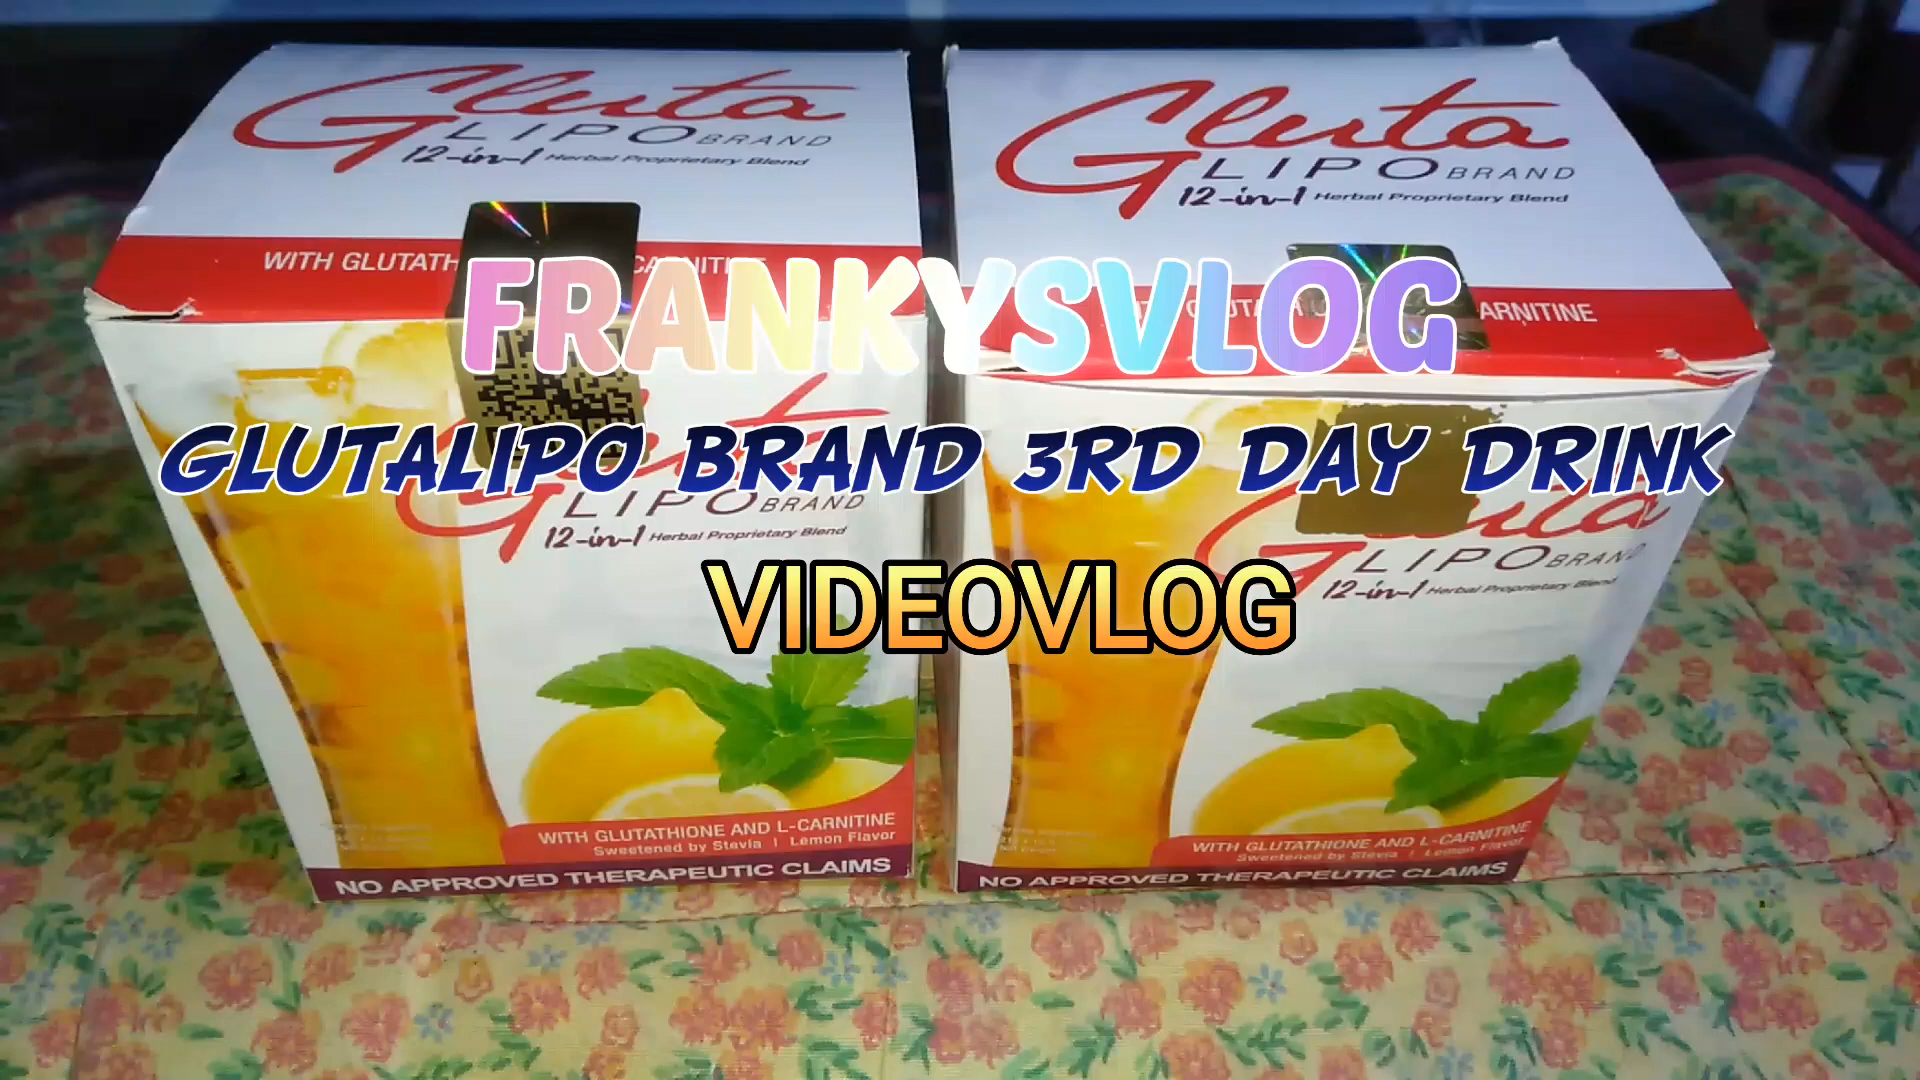 Gluta
LIPO BRAND
12-in-1 Herbal Proprietary Blend
WITH GLUTATH CARNITINE
Gluta
LIPO BRAND
12-in-1 Herbal Proprietary Blend
ARNITINE
FRANKYSVLOG
GLUTALIPO BRAND 3RD DAY DRINK
VIDEOVLOG
LIPO BRAND
12-in-1 Herbal Proprietary Blend
WITH GLUTATHIONE AND L-CARNITINE
Sweetened by Stevia | Lemon Flavor
NO APPROVED THERAPEUTIC CLAIMS
LIPO BRAND
12-in-1 Herbal Proprietary Blend
WITH GLUTATHIONE AND L-CARNITINE
Sweetened by Stevia | Lemon Flavor
NO APPROVED THERAPEUTIC CLAIMS